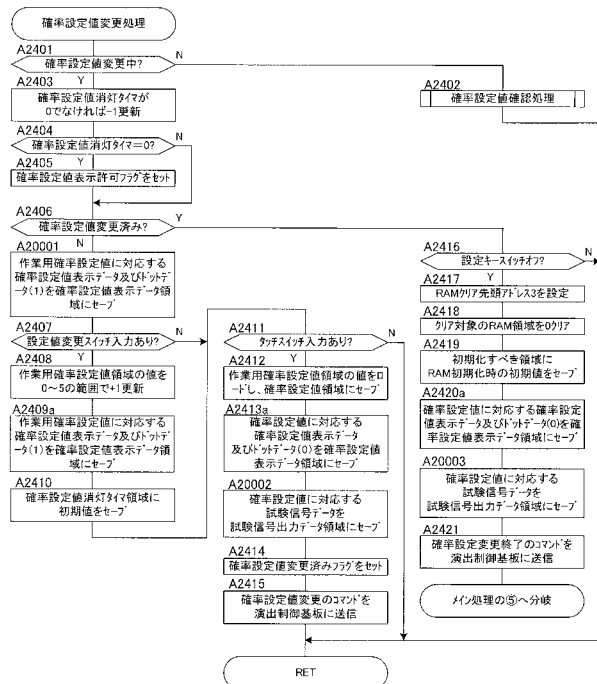 確率設定値変更処理
A2401
確率設定値変更中?
N
Y
A2402
確率設定値確認処理
A2403
確率設定値消灯タイマが
0でなければ-1更新
A2404
確率設定値消灯タイマ=0?
N
Y
A2405
確率設定値表示許可フラグをセット
A2406
確率設定値変更済み?
Y
N
A20001
作業用確率設定値に対応する
確率設定値表示データ及びドットデー
タ(1)を確率設定値表示データ領
域にセーブ
A2407
設定値変更スイッチ入力あり?
N
Y
A2408
作業用確率設定値領域の値を
0~5の範囲で+1更新
A2409a
作業用確率設定値に対応する
確率設定値表示データ及びドットデー
タ(1)を確率設定値表示データ領
域にセーブ
A2410
確率設定値消灯タイマ領域に
初期値をセーブ
A2411
タッチスイッチ入力あり?
N
Y
A2412
作業用確率設定値領域の値をロー
ドし、確率設定値領域にセーブ
A2413a
確率設定値に対応する
確率設定値表示データ
及びドットデータ(0)を確率設定値
表示データ領域にセーブ
A20002
確率設定値に対応する
試験信号データを
試験信号出力データ領域にセーブ
A2414
確率設定値変更済みフラグをセット
A2415
確率設定値変更のコマンドを
演出制御基板に送信
A2416
設定キースイッチオフ?
N
Y
A2417
RAMクリア先頭アドレス3を設定
A2418
クリア対象のRAM領域を0クリア
A2419
初期化すべき領域に
RAM初期化時の初期値をセーブ
A2420a
確率設定値に対応する確率設定
値表示データ及びドットデータ(0)を確
率設定値表示データ領域にセーブ
A20003
確率設定値に対応する
試験信号データを
試験信号出力データ領域にセーブ
A2421
確率設定変更終了のコマンドを
演出制御基板に送信
メイン処理の⑤へ分岐
RET